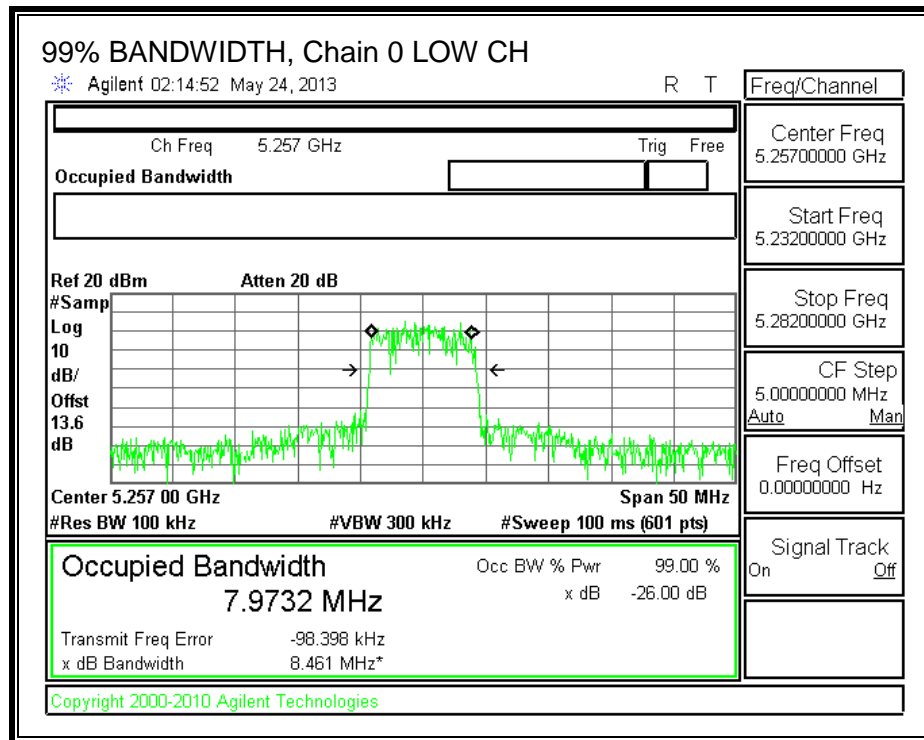 99% BANDWIDTH, Chain 0 LOW CH
Agilent 02:14:52 May 24, 2013 R T
Ch Freq 5.257 GHz Trig Free
Occupied Bandwidth
Ref 20 dBm Atten 20 dB
#Samp
Log
10
dB/
Offst
13.6
dB
Center 5.257 00 GHz Span 50 MHz
#Res BW 100 kHz #VBW 300 kHz #Sweep 100 ms (601 pts)
Occupied Bandwidth Occ BW % Pwr 99.00 %
7.9732 MHz x dB -26.00 dB
Transmit Freq Error -98.398 kHz
x dB Bandwidth 8.461 MHz*
Copyright 2000-2010 Agilent Technologies
Freq/Channel
Center Freq
5.25700000 GHz
Start Freq
5.23200000 GHz
Stop Freq
5.28200000 GHz
CF Step
5.00000000 MHz
Auto Man
Freq Offset
0.00000000 Hz
Signal Track
On Off